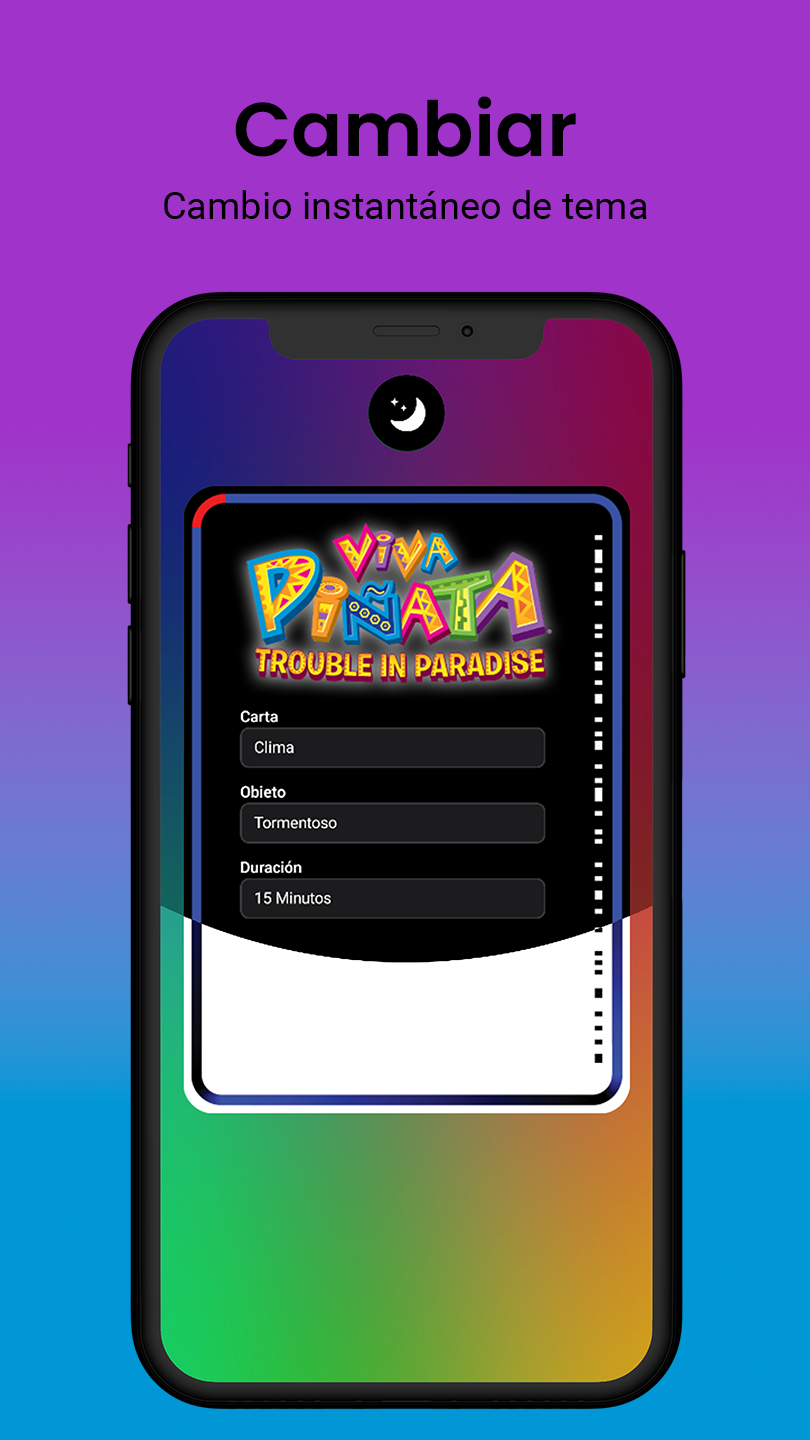 Cambiar
Cambio instantáneo de tema
VIVA
PIÑATA
TROUBLE IN PARADISE
Carta
Clima
Obieto
Tormentoso
Duración
15 Minutos